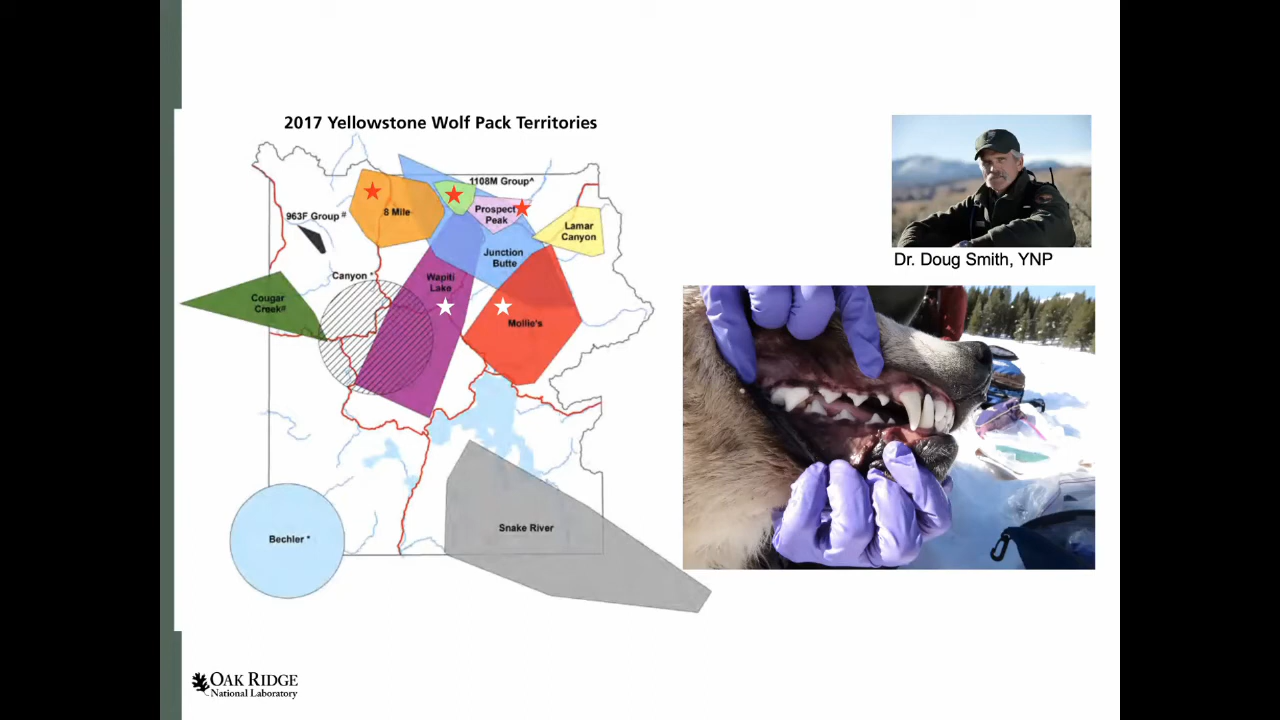 2017 Yellowstone Wolf Pack Territories
1108M Group^
963F Group #
8 Mile
Prospect
Peak
Lamar
Canyon
Junction
Butte
Canyon *
Wapiti
Lake
Cougar
Creek#
Mollie's
Snake River
Bechler *
Dr. Doug Smith, YNP
OAK RIDGE
National Laboratory